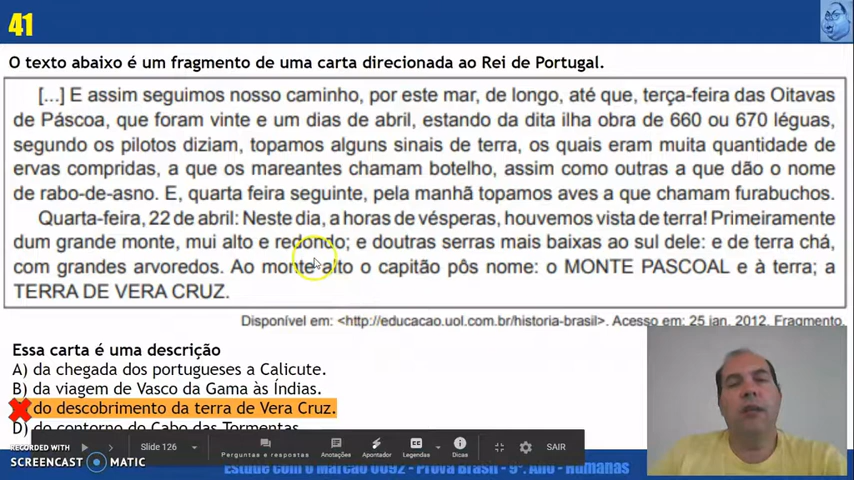 41
O texto abaixo é um fragmento de uma carta direcionada ao Rei de Portugal.
[...] E assim seguimos nosso caminho, por este mar, de longo, até que, terça-feira das Oitavas
de Páscoa, que foram vinte e um dias de abril, estando da dita ilha obra de 660 ou 670 léguas,
segundo os pilotos diziam, topamos alguns sinais de terra, os quais eram muita quantidade de
ervas compridas, a que os mareantes chamam botelho, assim como outras a que dão o nome
de rabo-de-asno. E, quarta feira seguinte, pela manhã topamos aves a que chamam furabuchos.
Quarta-feira, 22 de abril: Neste dia, a horas de vésperas, houvemos vista de terra! Primeiramente
dum grande monte, mui alto e redondo; e doutras serras mais baixas ao sul dele: e de terra chá,
com grandes arvoredos. Ao monte alto o capitão pôs nome: o MONTE PASCOAL e à terra; a
TERRA DE VERA CRUZ.
Disponível em: <http://educacao.uol.com.br/historia-brasil>. Acesso em: 25 jan. 2012. Fragmento.
Essa carta é uma descrição
A) da chegada dos portugueses a Calicute.
B) da viagem de Vasco da Gama às Índias.
do descobrimento da terra de Vera Cruz.
D) do contorno do Cabo das Tormentas.
RECORDED WITH
SCREENCAST MATIC
Slide 126
Perguntas e respostas
Anotações
Apontador
Legendas
Dicas
SAIR
Estude com o Marcão 0092 - Prova Brasil - 9º. Ano - Humanas